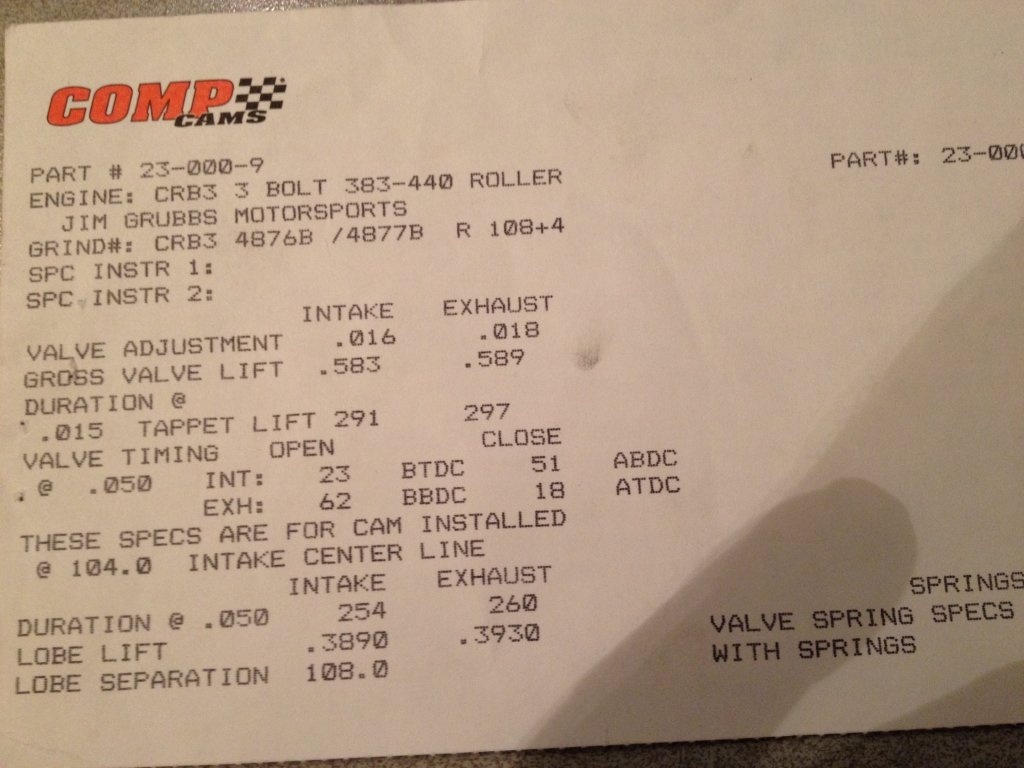 COMP
CAMS
PART # 23-000-9
PART#: 23-000
ENGINE: CRB3 3 BOLT 383-440 ROLLER
JIM GRUBBS MOTORSPORTS
GRIND#: CRB3 4876B /4877B R 108+4
SPC INSTR 1:
SPC INSTR 2:
INTAKE EXHAUST
VALVE ADJUSTMENT .016 .018
GROSS VALVE LIFT .583 .589
DURATION @
.015 TAPPET LIFT 291 297
VALVE TIMING OPEN CLOSE
@ .050 INT: 23 BTDC 51 ABDC
EXH: 62 BBDC 18 ATDC
THESE SPECS ARE FOR CAM INSTALLED
@ 104.0 INTAKE CENTER LINE
INTAKE EXHAUST
DURATION @ .050 254 260
LOBE LIFT .3890 .3930
LOBE SEPARATION 108.0
SPRINGS
VALVE SPRING SPECS
WITH SPRINGS